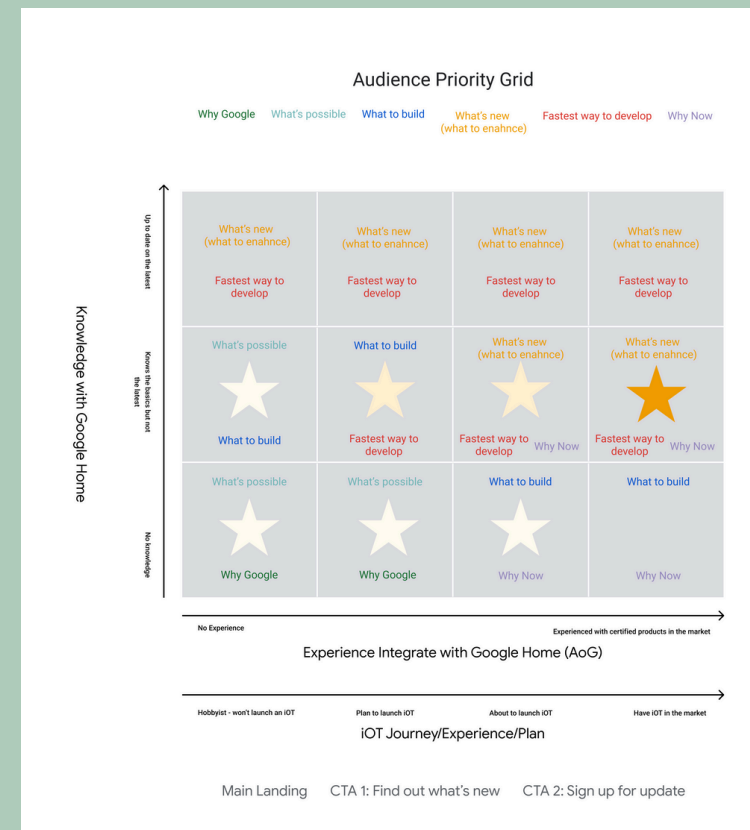 Audience Priority Grid
Why Google What's possible What to build What's new Fastest way to develop Why Now
(what to enahnce)
Knowledge with Google Home
Up to date on the latest
What's new What's new What's new What's new
(what to enahnce) (what to enahnce) (what to enahnce) (what to enahnce)
Fastest way to Fastest way to Fastest way to Fastest way to
develop develop develop develop
Knows the basics but not
the latest
What's possible What to build What's new What's new
(what to enahnce) (what to enahnce)
What to build Fastest way to Fastest way to Why Now Fastest way to Why Now
develop develop develop
No knowledge
What's possible What's possible What to build What to build
Why Google Why Google Why Now Why Now
No Experience Experienced with certified products in the market
Experience Integrate with Google Home (AoG)
Hobbyist - won't launch an iOT Plan to launch iOT About to launch iOT Have iOT in the market
iOT Journey/Experience/Plan
Main Landing CTA 1: Find out what's new CTA 2: Sign up for update